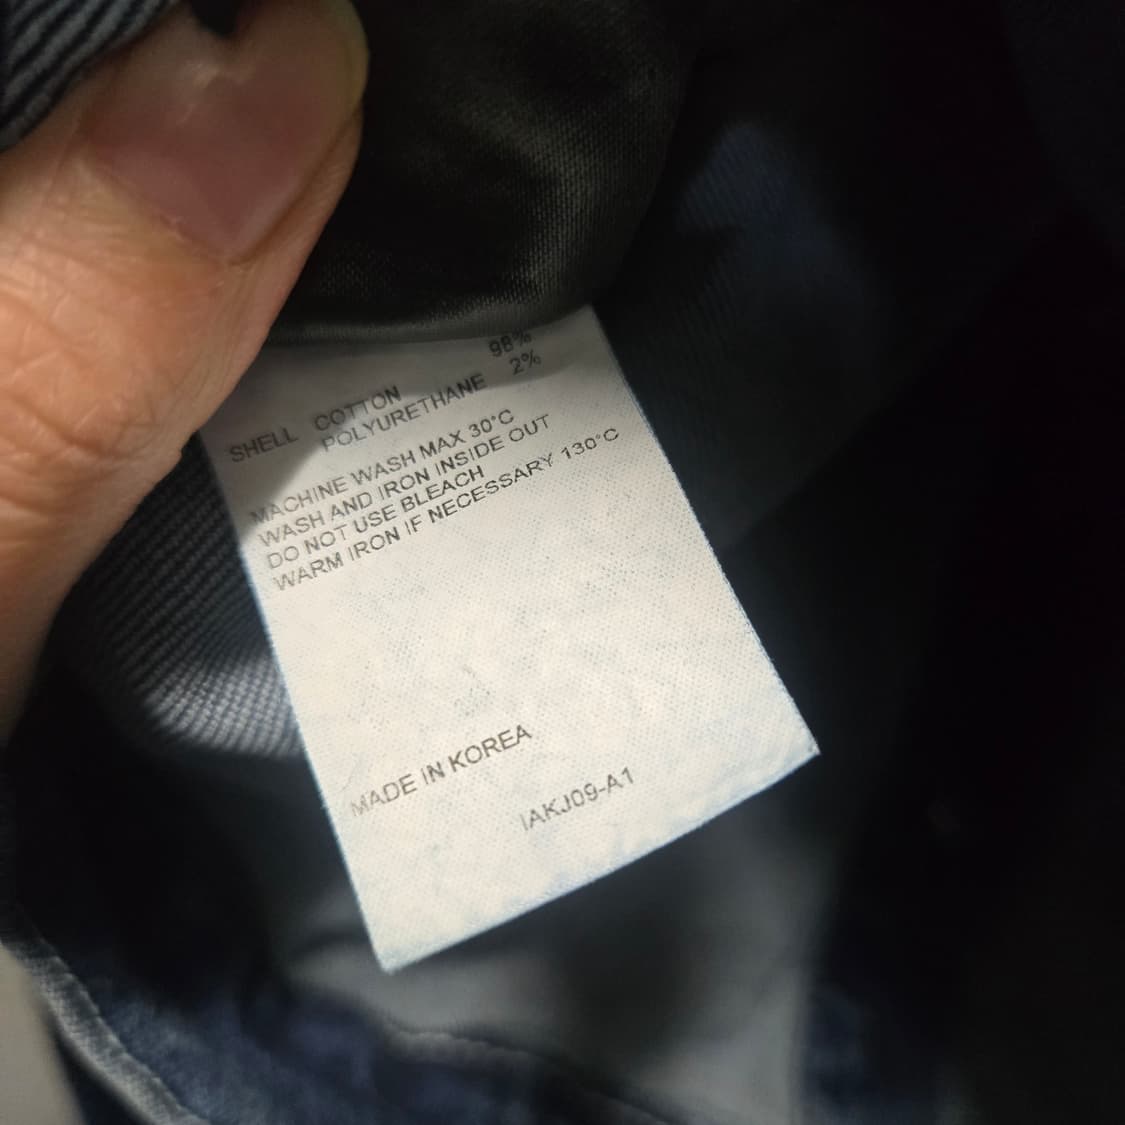 SHELL COTTON 98%
POLYURETHANE 2%
MACHINE WASH MAX 30°C
WASH AND IRON INSIDE OUT
DO NOT USE BLEACH
WARM IRON IF NECESSARY 130°C
MADE IN KOREA
IAKJ09-A1